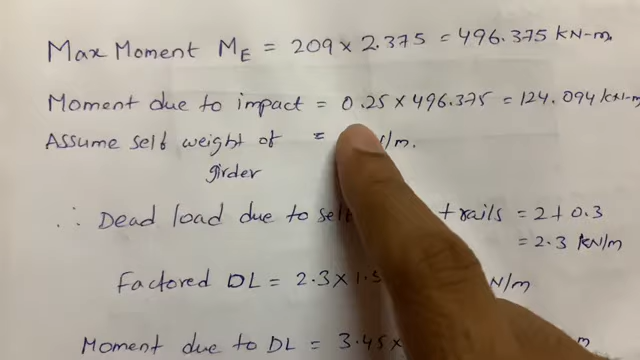 Max Moment M_E = 209 × 2.375 = 496.375 KN-m.
Moment due to impact = 0.25 × 496.375 = 124.094 kN-m
Assume self weight of = /m.
girder
∴ Dead load due to sel + rails = 2 + 0.3
= 2.3 kN/m
Factored DL = 2.3 × 1.5 N/m
Moment due to DL = 3.45 × m